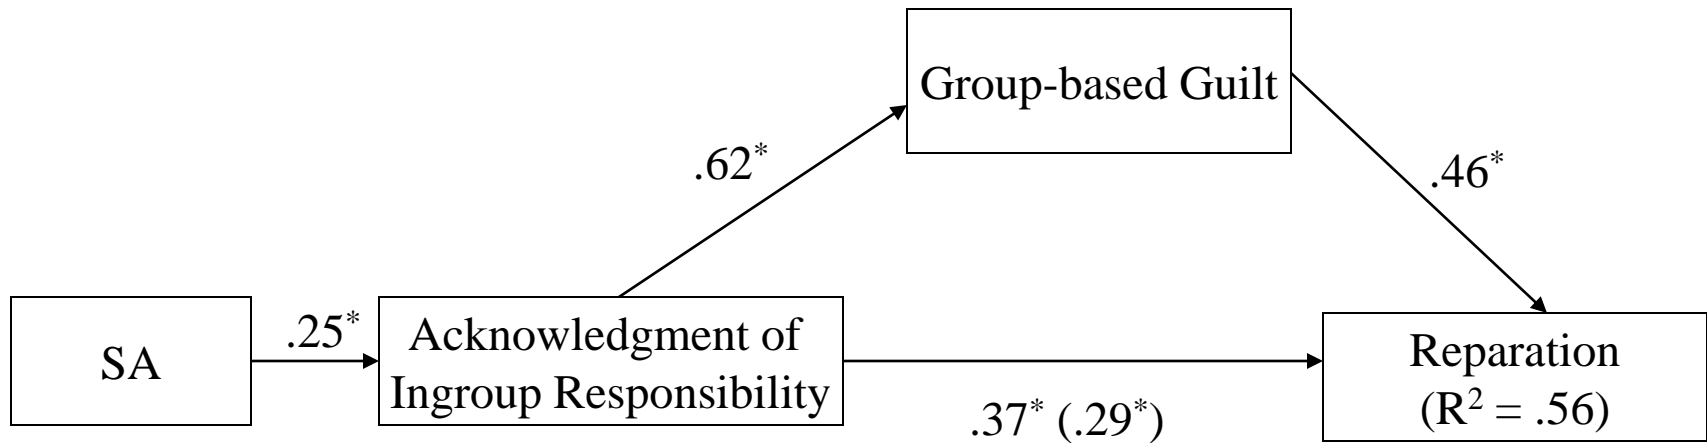 Group-based Guilt
.62*
.46*
SA
.25*
Acknowledgment of
Ingroup Responsibility
.37* (.29*)
Reparation
(R² = .56)